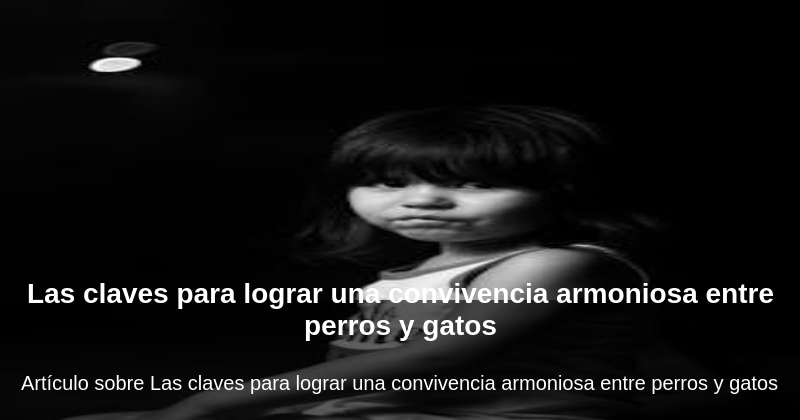 Las claves para lograr una convivencia armoniosa entre
perros y gatos
Artículo sobre Las claves para lograr una convivencia armoniosa entre perros y gatos